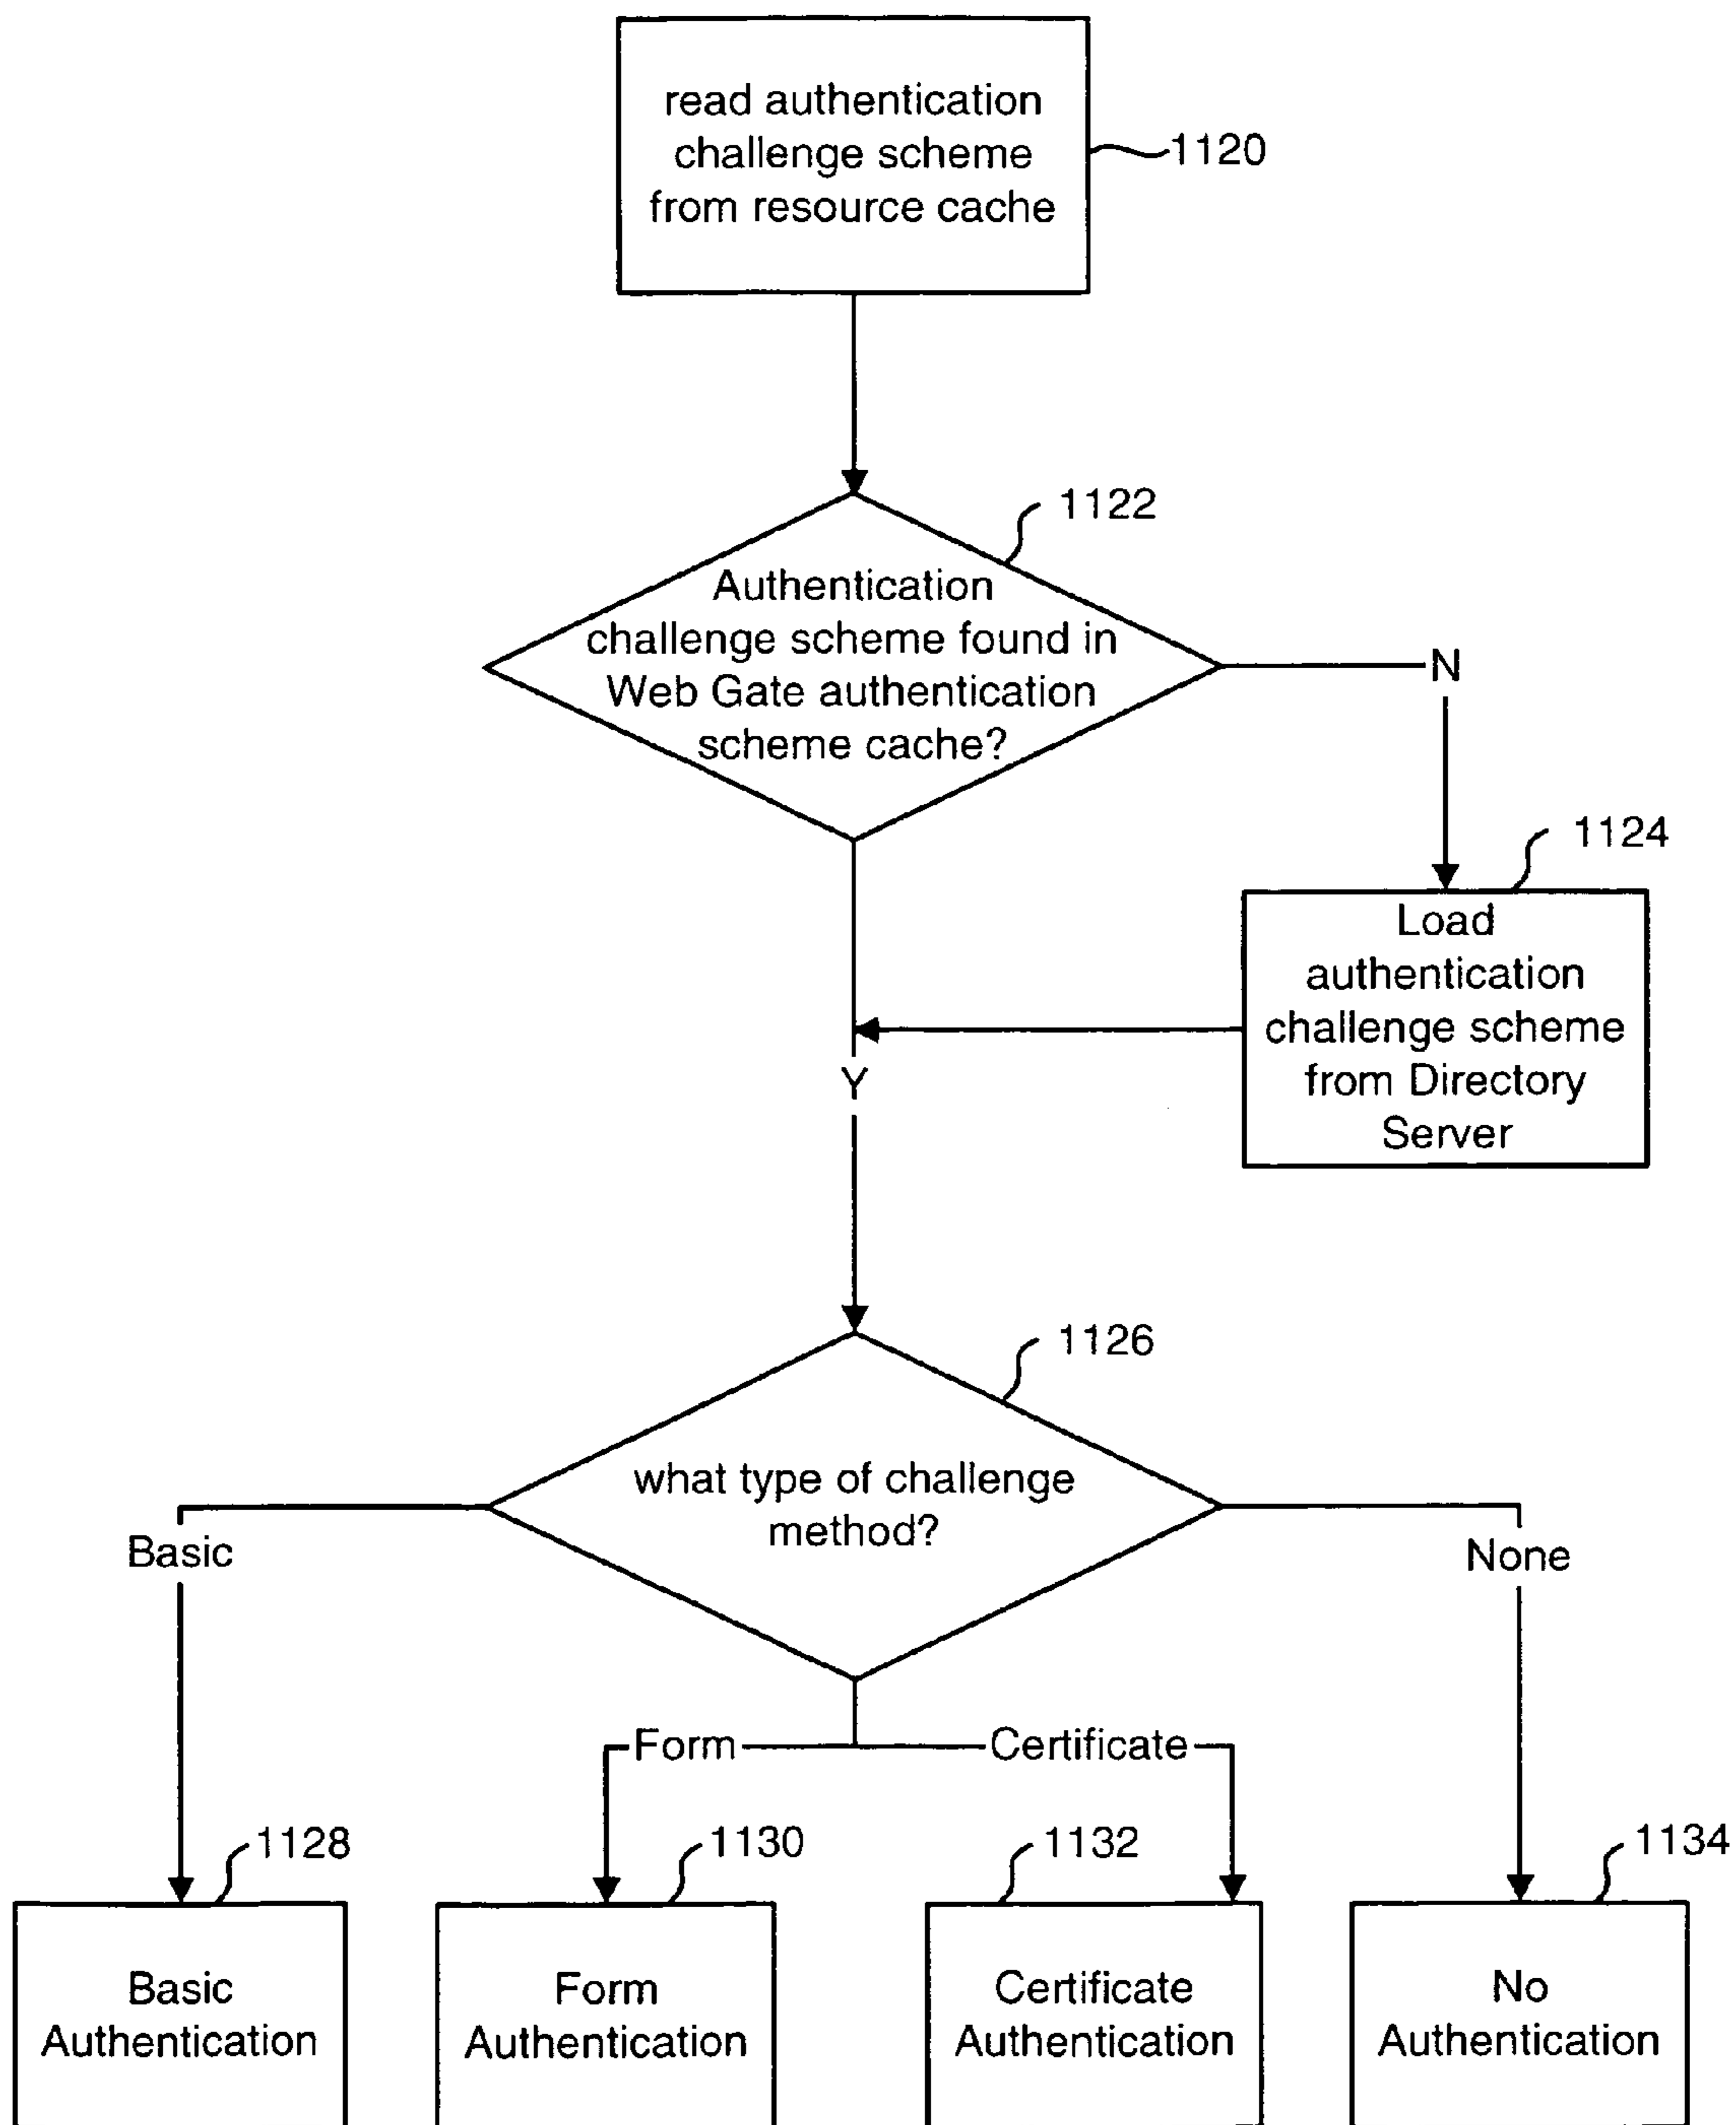 read authentication
challenge scheme
from resource cache
1120
1122
Authentication
challenge scheme found in
Web Gate authentication
scheme cache?
N
1124
Load
authentication
challenge scheme
from Directory
Server
Y
1126
what type of challenge
method?
Basic
None
Form
Certificate
1128
1130
1132
1134
Basic
Authentication
Form
Authentication
Certificate
Authentication
No
Authentication